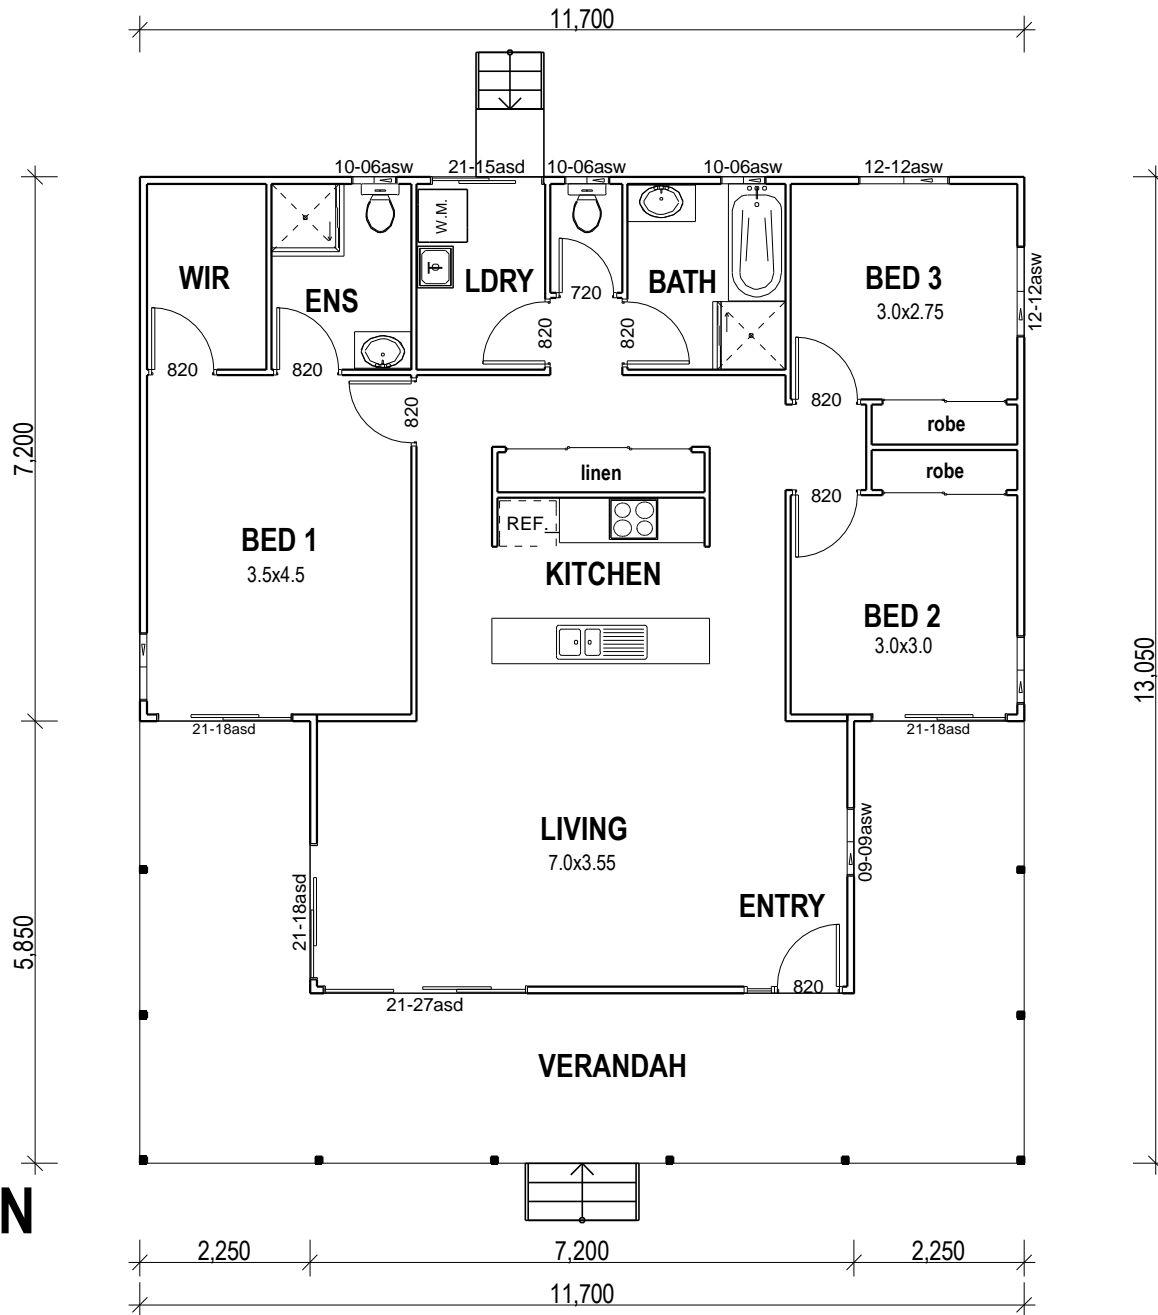 11,700
10-06asw
21-15asd
10-06asw
10-06asw
12-12asw
W.M.
WIR
ENS
LDRY
720
BATH
BED 3
3.0x2.75
12-12asw
820
820
820
820
820
820
robe
7,200
linen
robe
820
REF.
BED 1
3.5x4.5
KITCHEN
BED 2
3.0x3.0
13,050
21-18asd
21-18asd
LIVING
7.0x3.55
09-09asw
21-18asd
ENTRY
5,850
820
21-27asd
VERANDAH
N
2,250
7,200
2,250
11,700